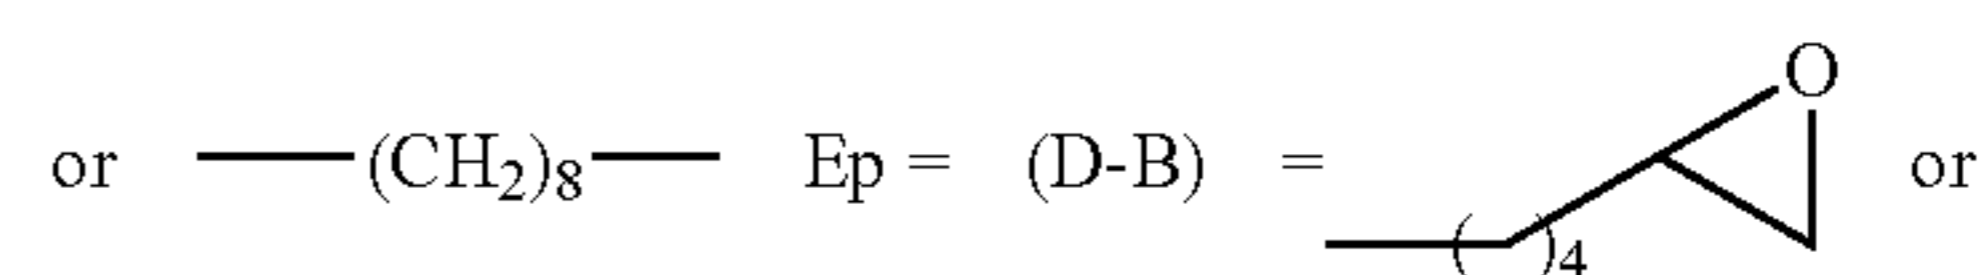 or —(CH₂)₈— Ep = (D-B) = ( )₄ O or